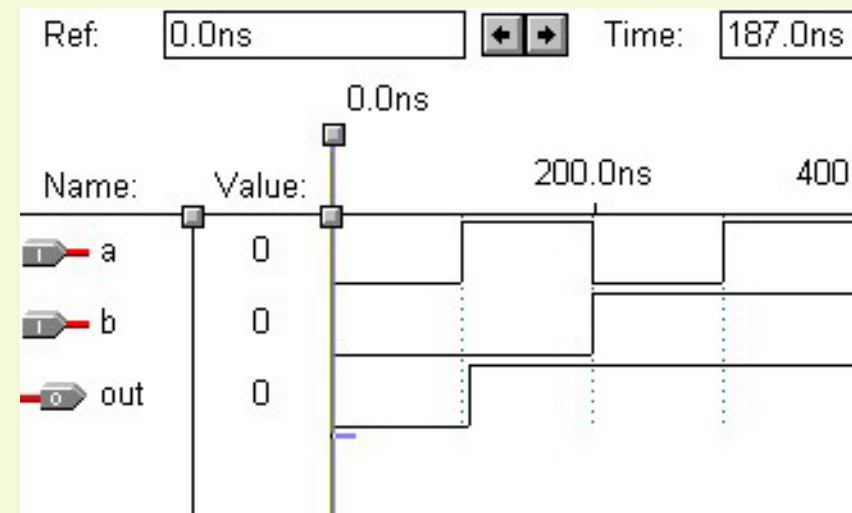 Ref: 0.0ns Time: 187.0ns
0.0ns
Name: Value: 200.0ns 400
I a 0
I b 0
O out 0